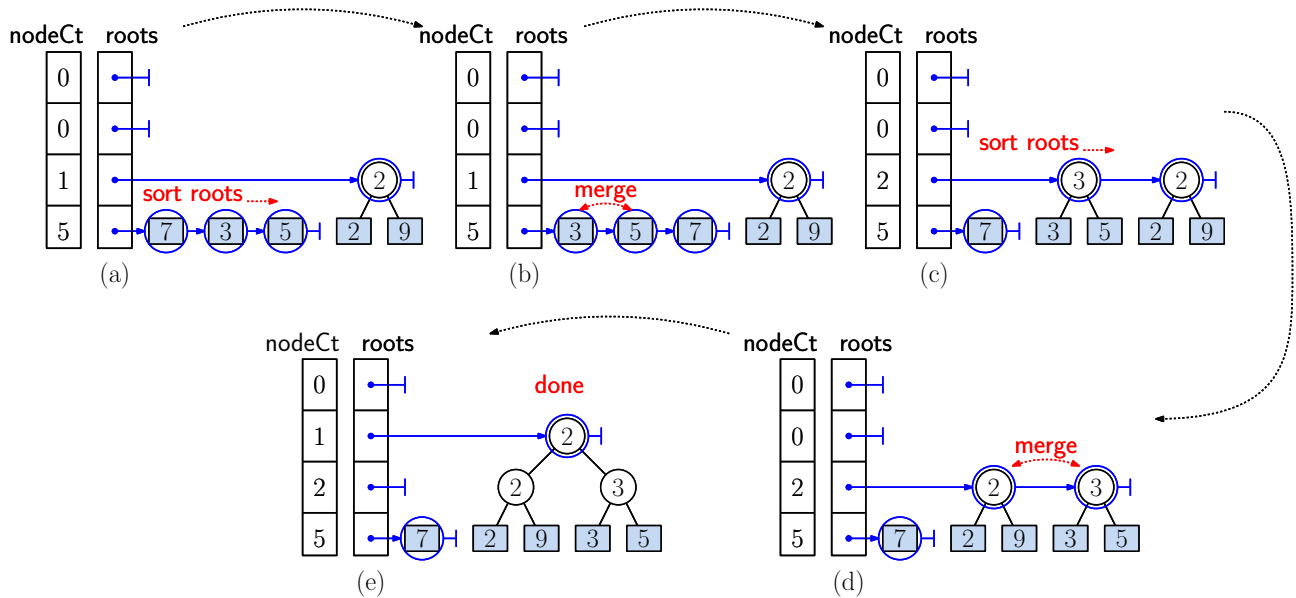 nodeCt roots
0
0
1 2
sort roots
5 7 3 5 2 9
(a)
nodeCt roots
0
0
1 2
merge
5 3 5 7 2 9
(b)
nodeCt roots
0
0
sort roots
2 3 2
5 7 3 5 2 9
(c)
nodeCt roots
0
done
1 2
2 2 3
5 7 2 9 3 5
(e)
nodeCt roots
0
0
merge
2 2 3
5 7 2 9 3 5
(d)